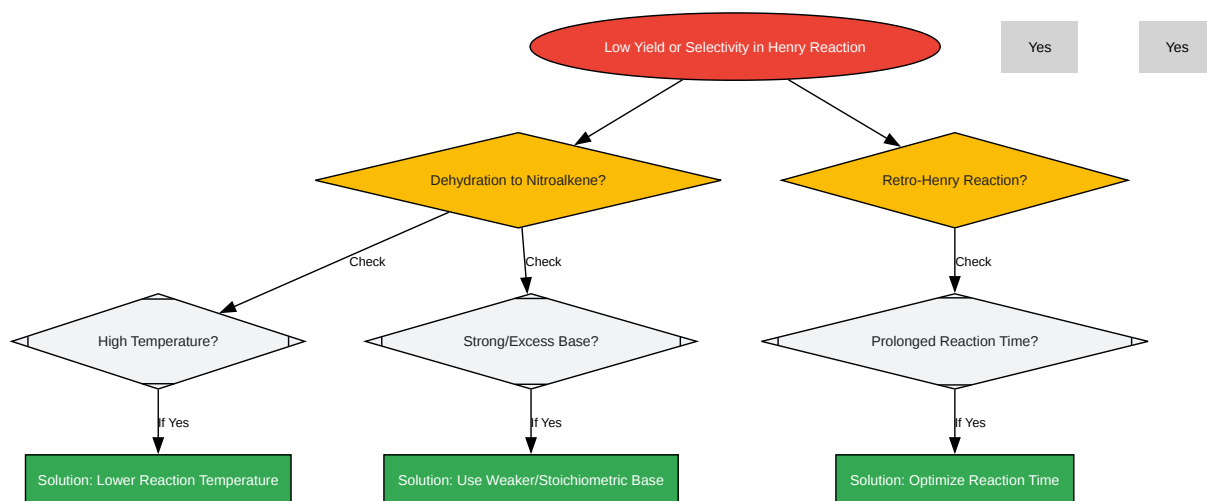 Low Yield or Selectivity in Henry Reaction
Yes
Yes
Dehydration to Nitroalkene?
Retro-Henry Reaction?
Check
Check
Check
High Temperature?
Strong/Excess Base?
Prolonged Reaction Time?
If Yes
If Yes
If Yes
Solution: Lower Reaction Temperature
Solution: Use Weaker/Stoichiometric Base
Solution: Optimize Reaction Time